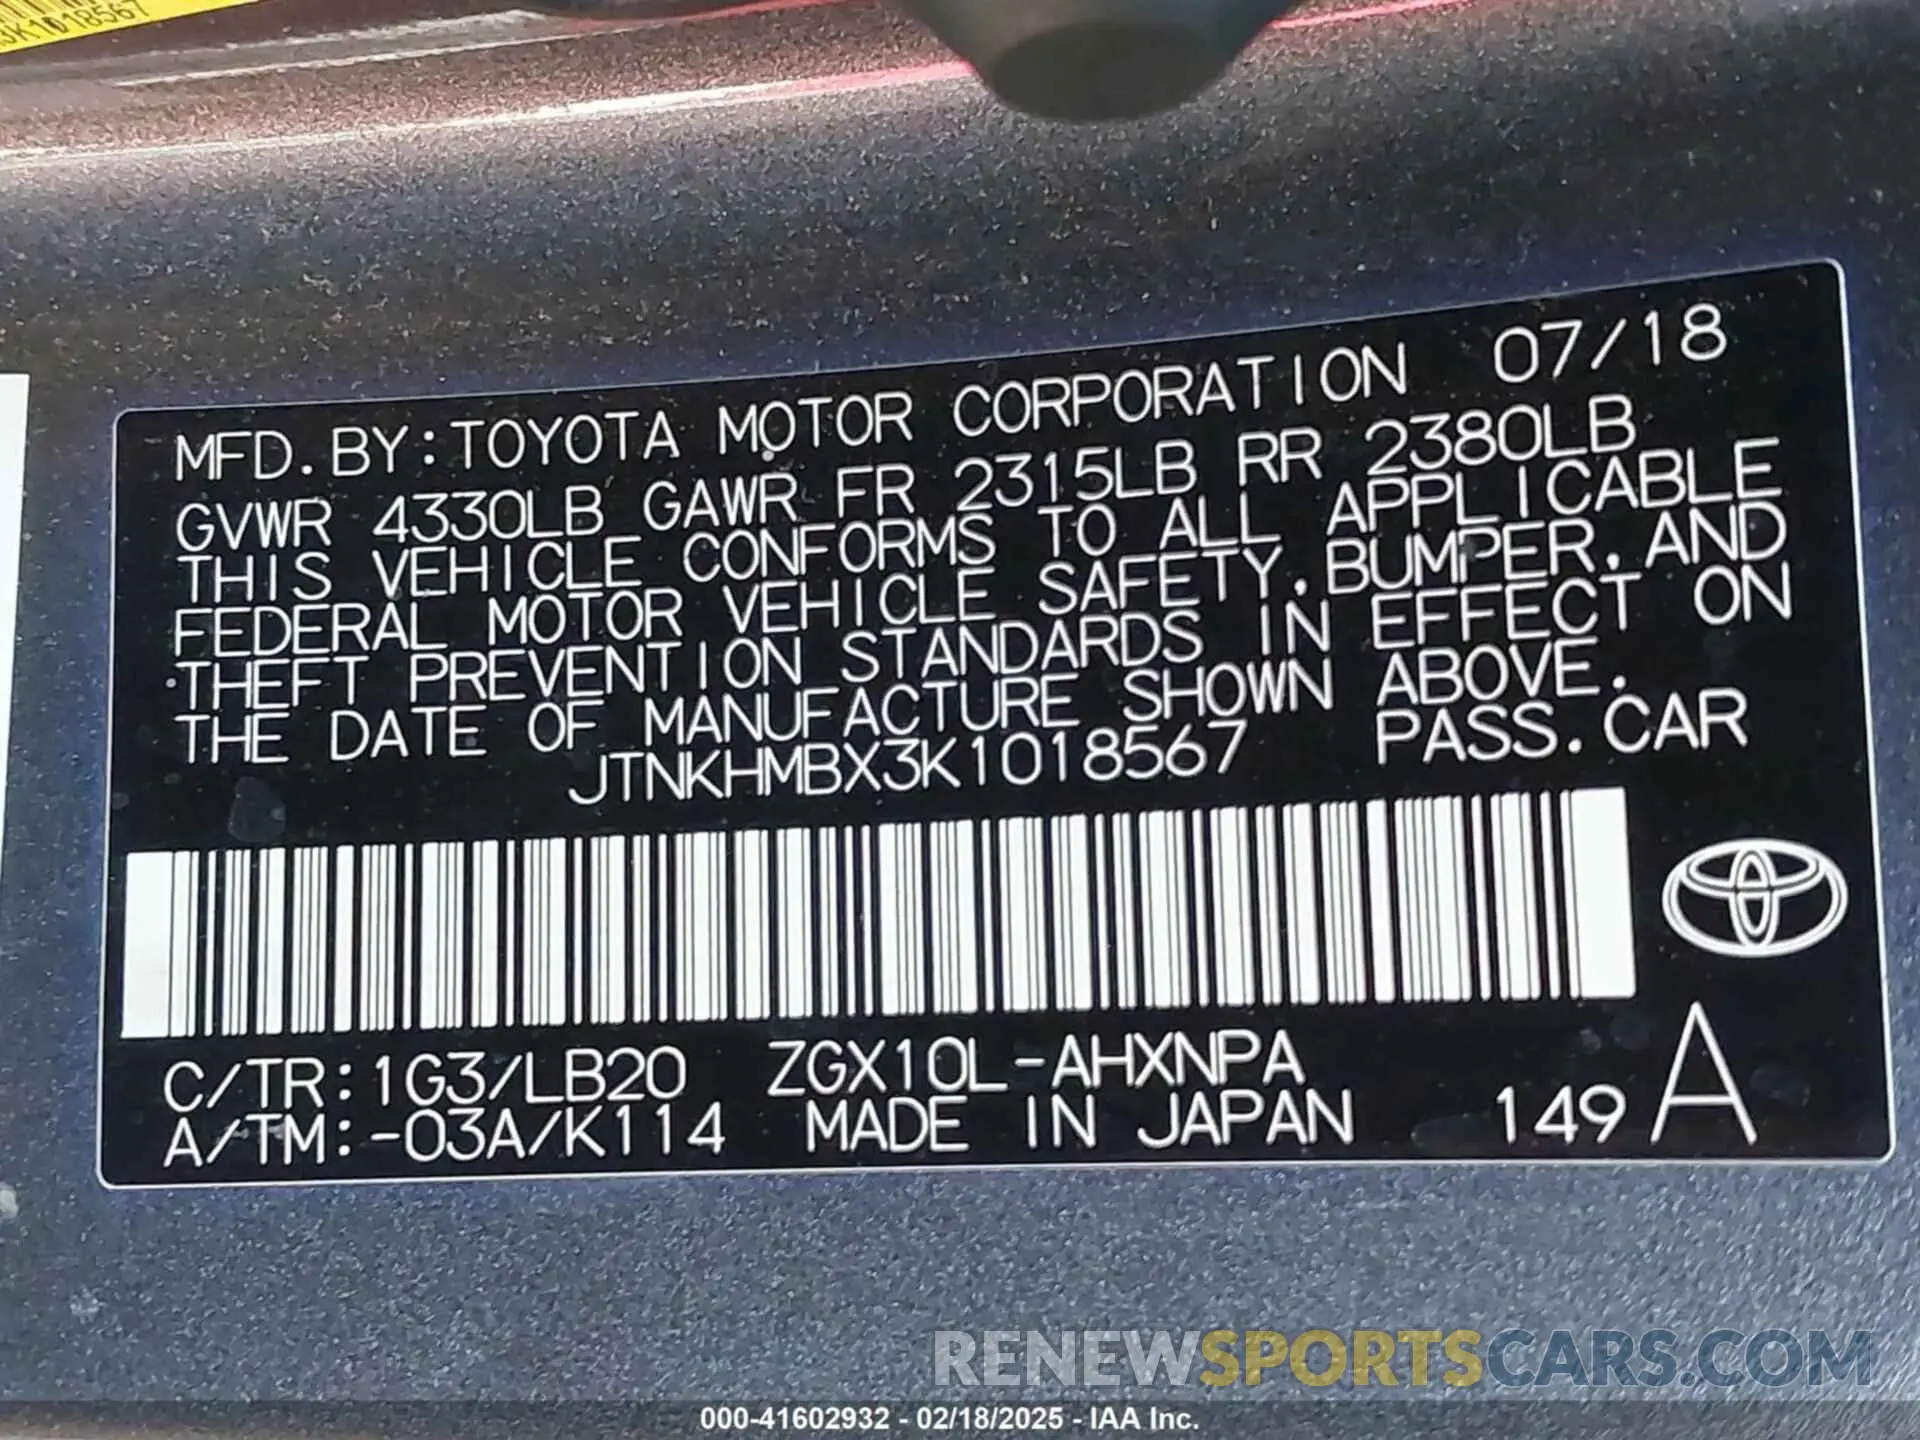 3K1018567
MFD.BY:TOYOTA MOTOR CORPORATION 07/18
GVWR 4330LB GAWR FR 2315LB RR 2380LB
THIS VEHICLE CONFORMS TO ALL APPLICABLE
FEDERAL MOTOR VEHICLE SAFETY,BUMPER,AND
THEFT PREVENTION STANDARDS IN EFFECT ON
THE DATE OF MANUFACTURE SHOWN ABOVE.
JTNKHMBX3K1018567 PASS.CAR
C/TR:1G3/LB20 ZGX10L-AHXNPA
A/TM:-03A/K114 MADE IN JAPAN 149 A
RENEWSPORTSCARS.COM
000-41602932 - 02/18/2025 - IAA Inc.